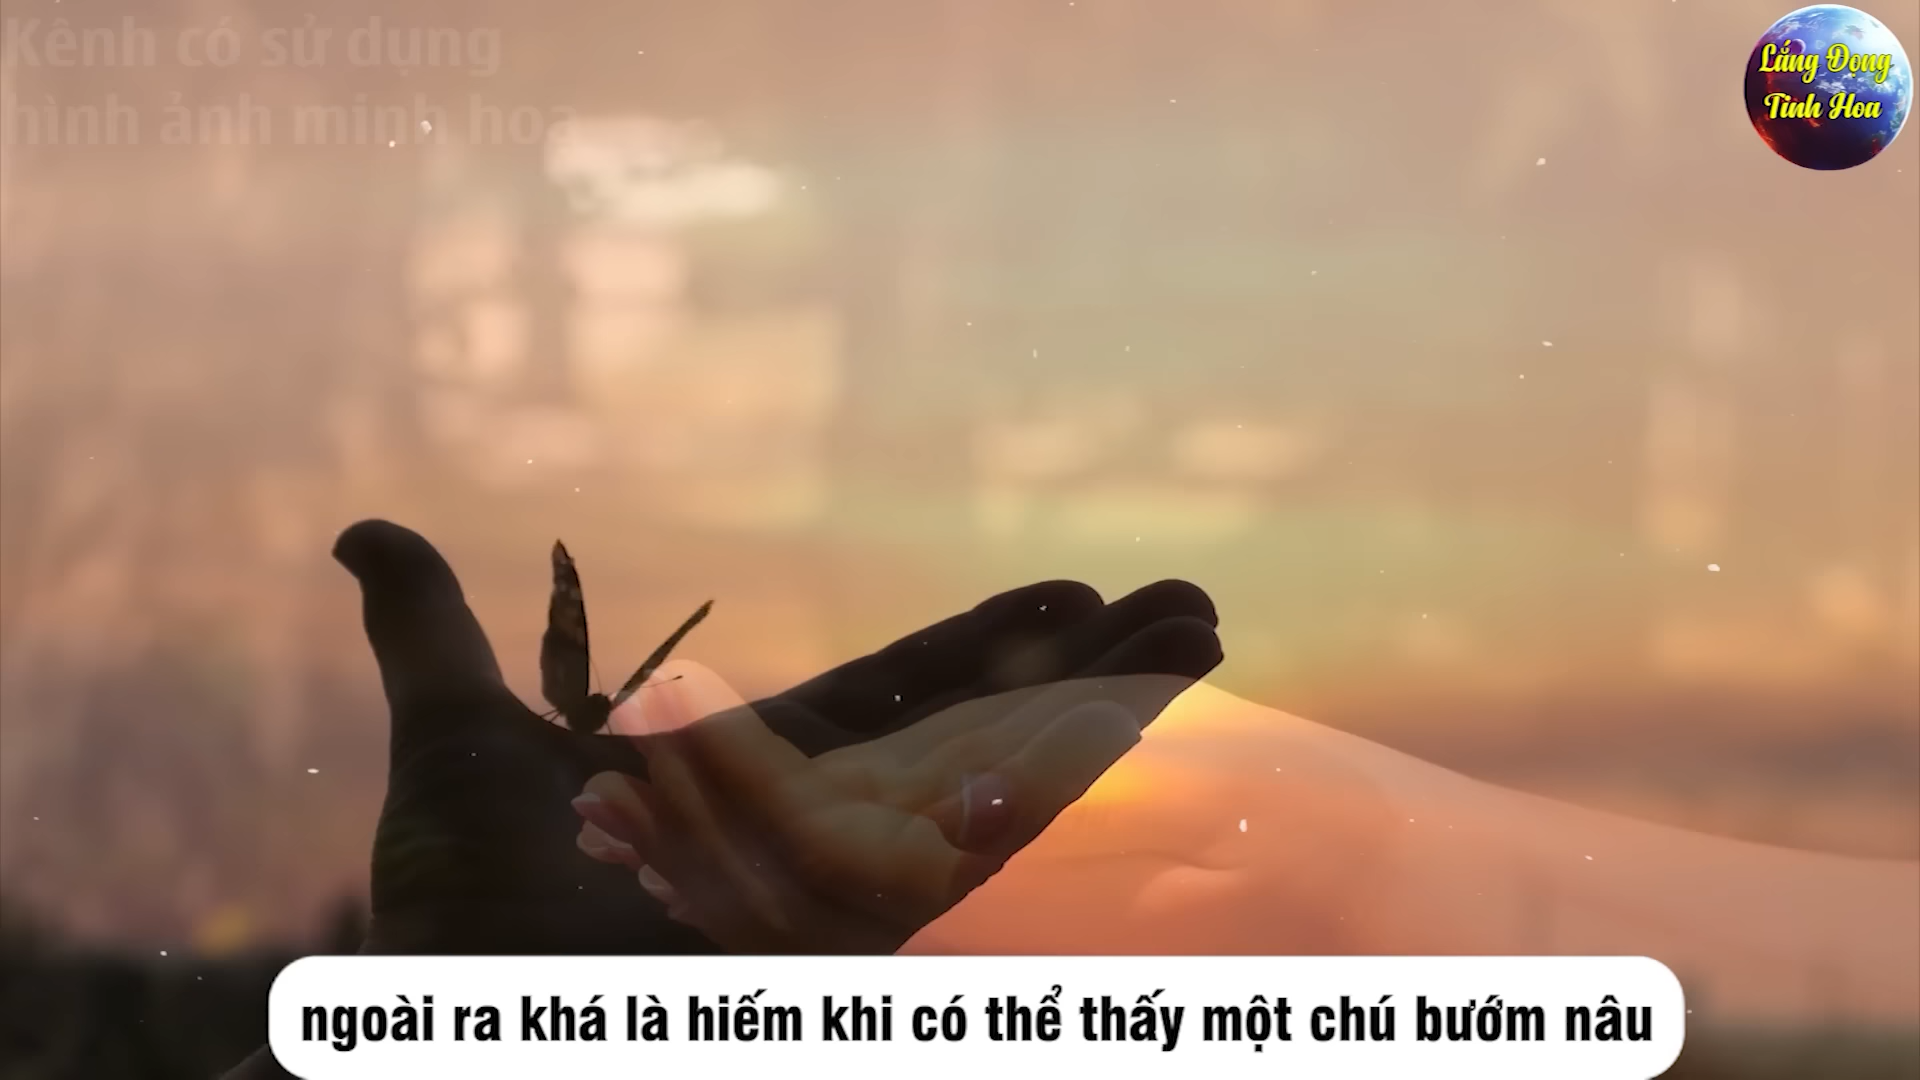 Kênh có sử dụng
hình ảnh minh hoạ
Lắng Đọng
Tinh Hoa
ngoài ra khá là hiếm khi có thể thấy một chú bướm nâu